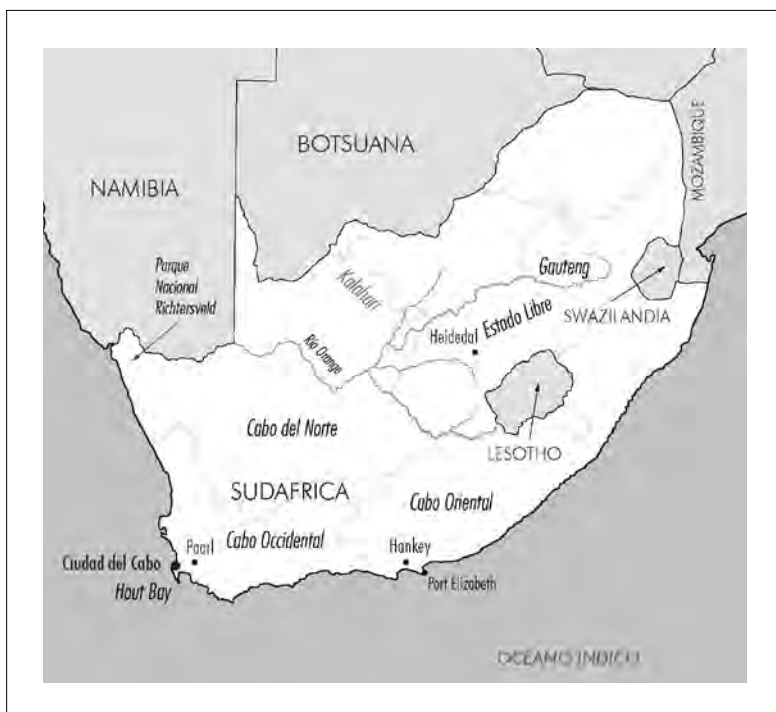 BOTSUANA
NAMIBIA
MOZAMBIQUE
Parque
Nacional
Richtersveld
Kalahari
Gauteng
SWAZILANDIA
Heidedal
Estado Libre
Río Orange
Cabo del Norte
LESOTHO
SUDAFRICA
Cabo Oriental
Cabo Occidental
Paarl
Hankey
Ciudad del Cabo
Hout Bay
Port Elizabeth
OCEANO INDICO